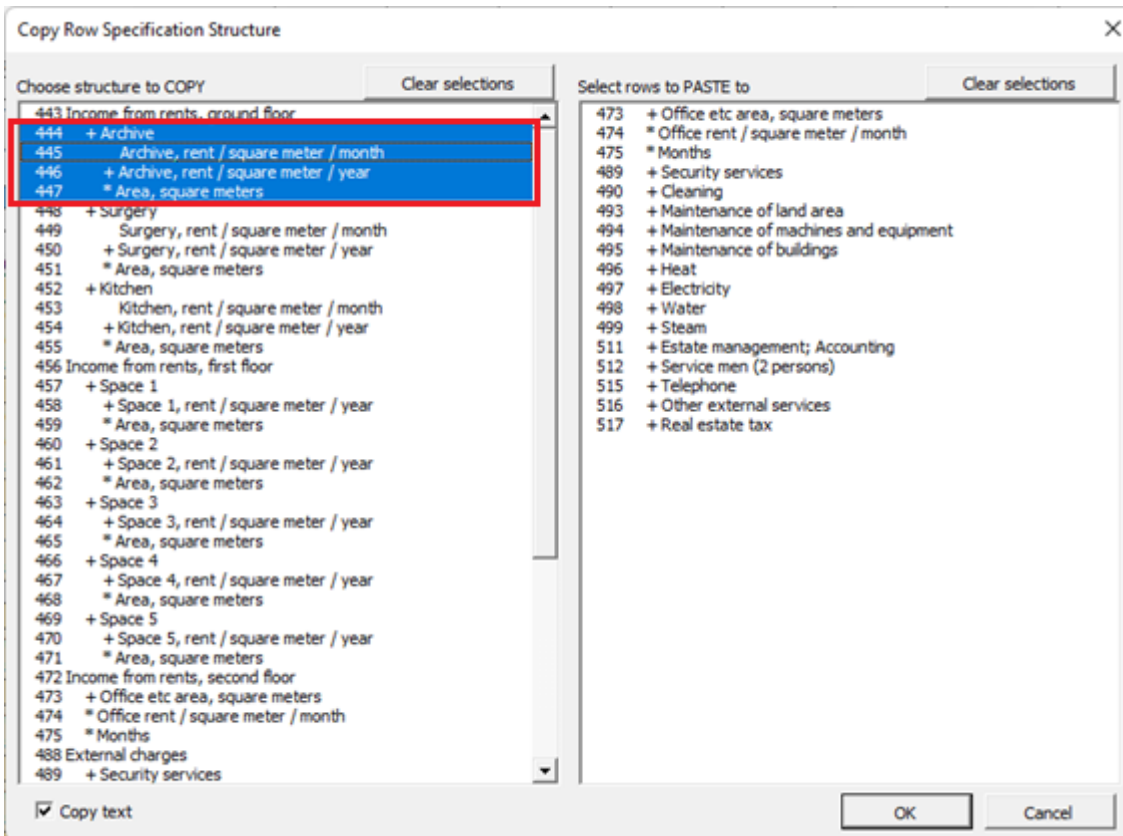 Copy Row Specification Structure
Choose structure to COPY
Clear selections
443 Income from rents, ground floor
444 + Archive
445 Archive, rent / square meter / month
446 + Archive, rent / square meter / year
447 * Area, square meters
448 + Surgery
449 Surgery, rent / square meter / month
450 + Surgery, rent / square meter / year
451 * Area, square meters
452 + Kitchen
453 Kitchen, rent / square meter / month
454 + Kitchen, rent / square meter / year
455 * Area, square meters
456 Income from rents, first floor
457 + Space 1
458 + Space 1, rent / square meter / year
459 * Area, square meters
460 + Space 2
461 + Space 2, rent / square meter / year
462 * Area, square meters
463 + Space 3
464 + Space 3, rent / square meter / year
465 * Area, square meters
466 + Space 4
467 + Space 4, rent / square meter / year
468 * Area, square meters
469 + Space 5
470 + Space 5, rent / square meter / year
471 * Area, square meters
472 Income from rents, second floor
473 + Office etc area, square meters
474 * Office rent / square meter / month
475 * Months
488 External charges
489 + Security services
Copy text
Select rows to PASTE to
Clear selections
473 + Office etc area, square meters
474 * Office rent / square meter / month
475 * Months
489 + Security services
490 + Cleaning
493 + Maintenance of land area
494 + Maintenance of machines and equipment
495 + Maintenance of buildings
496 + Heat
497 + Electricity
498 + Water
499 + Steam
511 + Estate management; Accounting
512 + Service men (2 persons)
515 + Telephone
516 + Other external services
517 + Real estate tax
OK
Cancel